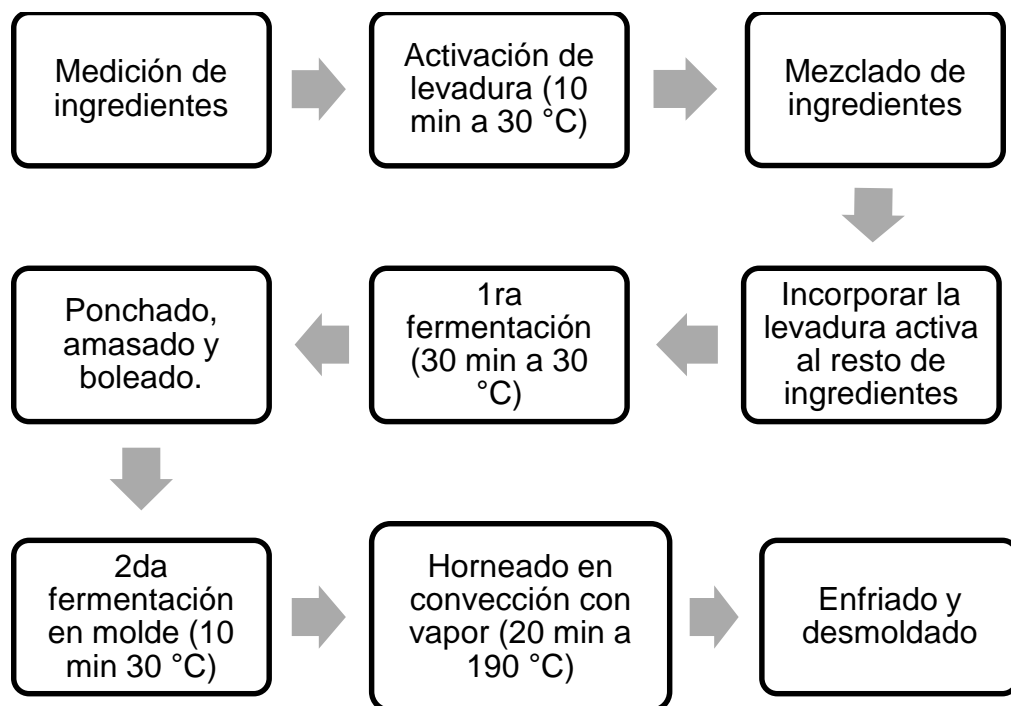 Medición de
ingredientes
Activación de
levadura (10
min a 30 °C)
Mezclado de
ingredientes
Incorporar la
levadura activa
al resto de
ingredientes
1ra
fermentación
(30 min a 30
°C)
Ponchado,
amasado y
boleado.
2da
fermentación
en molde (10
min 30 °C)
Horneado en
convección con
vapor (20 min a
190 °C)
Enfriado y
desmoldado